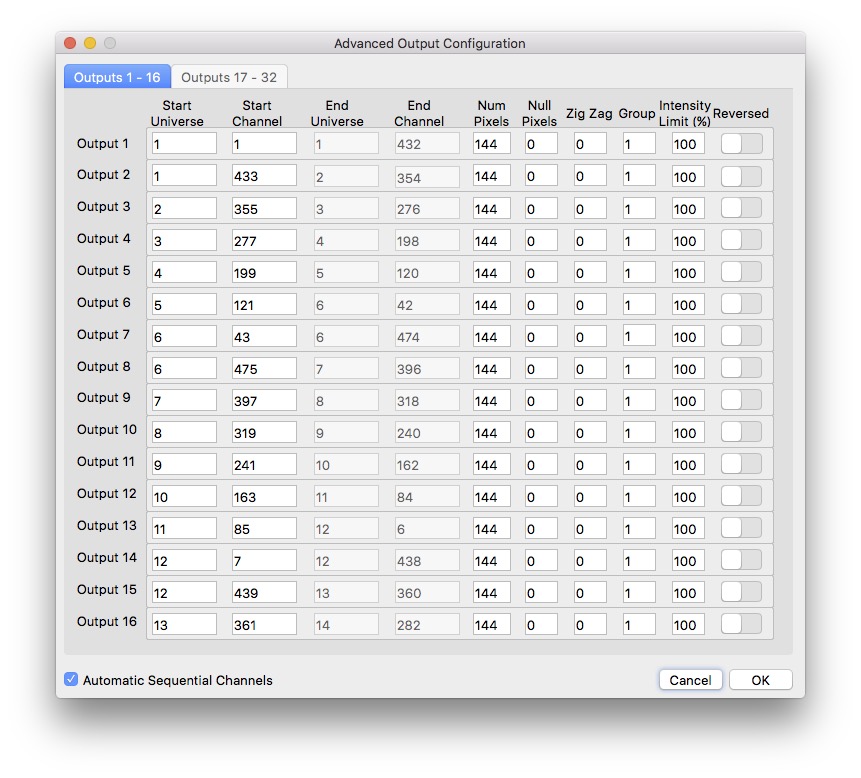 Advanced Output Configuration
Outputs 1 - 16 Outputs 17 - 32
Start Universe Start Channel End Universe End Channel Num Pixels Null Pixels Zig Zag Group Intensity Limit (%) Reversed
Output 1 1 1 1 432 144 0 0 1 100
Output 2 1 433 2 354 144 0 0 1 100
Output 3 2 355 3 276 144 0 0 1 100
Output 4 3 277 4 198 144 0 0 1 100
Output 5 4 199 5 120 144 0 0 1 100
Output 6 5 121 6 42 144 0 0 1 100
Output 7 6 43 6 474 144 0 0 1 100
Output 8 6 475 7 396 144 0 0 1 100
Output 9 7 397 8 318 144 0 0 1 100
Output 10 8 319 9 240 144 0 0 1 100
Output 11 9 241 10 162 144 0 0 1 100
Output 12 10 163 11 84 144 0 0 1 100
Output 13 11 85 12 6 144 0 0 1 100
Output 14 12 7 12 438 144 0 0 1 100
Output 15 12 439 13 360 144 0 0 1 100
Output 16 13 361 14 282 144 0 0 1 100
Automatic Sequential Channels Cancel OK